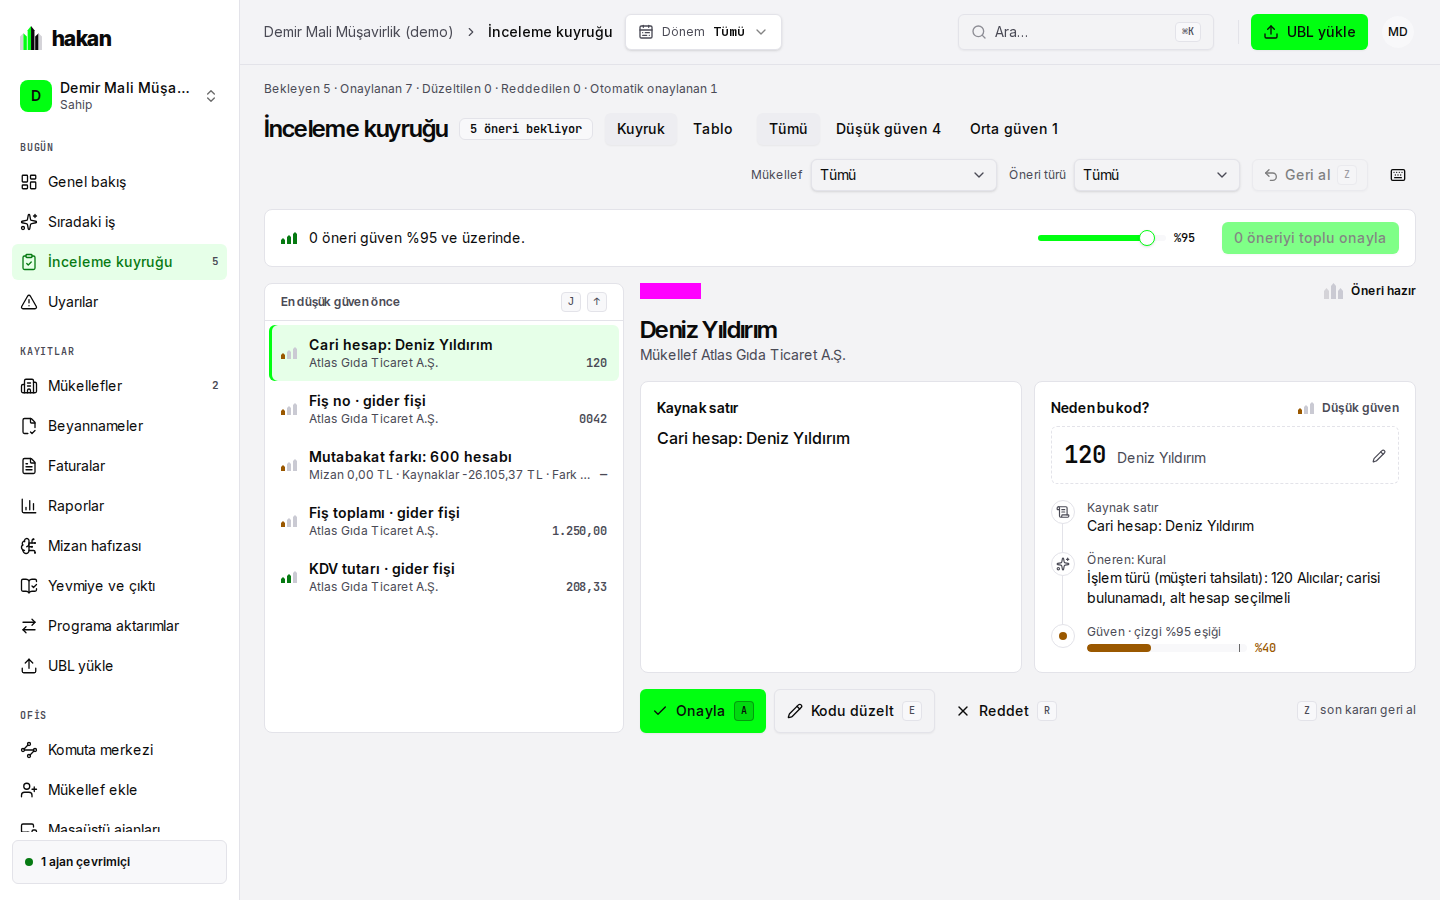 hakan
Demir Mali Müşa...
Sahip
BUGÜN
Genel bakış
Sıradaki iş
İnceleme kuyruğu 5
Uyarılar
KAYITLAR
Mükellefler 2
Beyannameler
Faturalar
Raporlar
Mizan hafızası
Yevmiye ve çıktı
Programa aktarımlar
UBL yükle
OFİS
Komuta merkezi
Mükellef ekle
Masaüstü ajanları
1 ajan çevrimiçi
Demir Mali Müşavirlik (demo) İnceleme kuyruğu Dönem Tümü Ara... ⌘K UBL yükle MD
Bekleyen 5 · Onaylanan 7 · Düzeltilen 0 · Reddedilen 0 · Otomatik onaylanan 1
İnceleme kuyruğu 5 öneri bekliyor Kuyruk Tablo Tümü Düşük güven 4 Orta güven 1
Mükellef Tümü Öneri türü Tümü Geri al Z
0 öneri güven %95 ve üzerinde. %95 0 öneriyi toplu onayla
En düşük güven önce J ↑
Cari hesap: Deniz Yıldırım
Atlas Gıda Ticaret A.Ş. 120
Fiş no · gider fişi
Atlas Gıda Ticaret A.Ş. 0042
Mutabakat farkı: 600 hesabı
Mizan 0,00 TL · Kaynaklar -26.105,37 TL · Fark ... —
Fiş toplamı · gider fişi
Atlas Gıda Ticaret A.Ş. 1.250,00
KDV tutarı · gider fişi
Atlas Gıda Ticaret A.Ş. 208,33
Öneri hazır
Deniz Yıldırım
Mükellef Atlas Gıda Ticaret A.Ş.
Kaynak satır
Cari hesap: Deniz Yıldırım
Neden bu kod? Düşük güven
120 Deniz Yıldırım
Kaynak satır
Cari hesap: Deniz Yıldırım
Öneren: Kural
İşlem türü (müşteri tahsilatı): 120 Alıcılar; carisi
bulunamadı, alt hesap seçilmeli
Güven · çizgi %95 eşiği
%40
Onayla A Kodu düzelt E Reddet R Z son kararı geri al